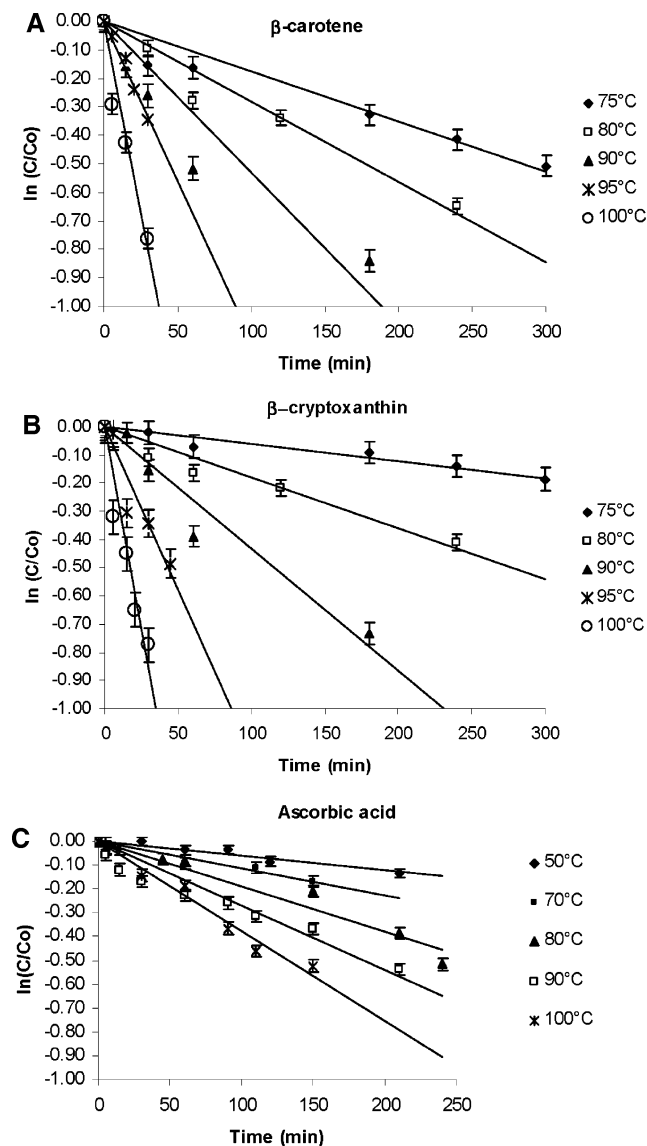 A
β-carotene
0.00
-0.10
-0.20
-0.30
-0.40
-0.50
-0.60
-0.70
-0.80
-0.90
-1.00
ln (C/Co)
0 50 100 150 200 250 300
Time (min)
75°C
80°C
90°C
95°C
100°C
B
β–cryptoxanthin
0.00
-0.10
-0.20
-0.30
-0.40
-0.50
-0.60
-0.70
-0.80
-0.90
-1.00
ln (C/Co)
0 50 100 150 200 250 300
Time (min)
75°C
80°C
90°C
95°C
100°C
Ascorbic acid
C
0.00
-0.10
-0.20
-0.30
-0.40
-0.50
-0.60
-0.70
-0.80
-0.90
-1.00
ln(C/Co)
0 50 100 150 200 250
Time (min)
50°C
70°C
80°C
90°C
100°C